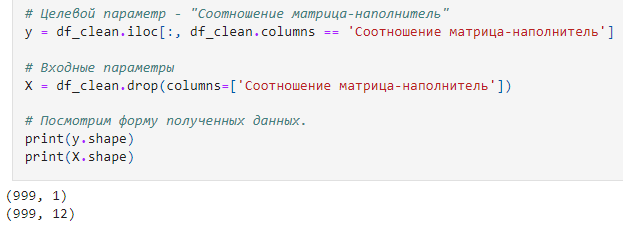 # Целевой параметр - "Соотношение матрица-наполнитель"
y = df_clean.iloc[:, df_clean.columns == 'Соотношение матрица-наполнитель']
# Входные параметры
X = df_clean.drop(columns=['Соотношение матрица-наполнитель'])
# Посмотрим форму полученных данных.
print(y.shape)
print(X.shape)
(999, 1)
(999, 12)